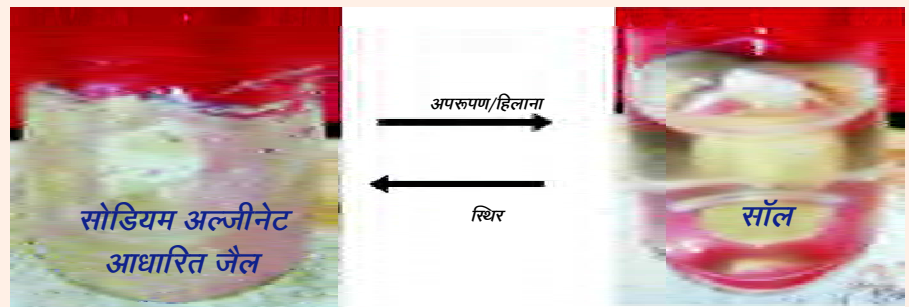 अपरूपण/हिलाना
स्थिर
सोडियम अल्जीनेट
आधारित जैल
सॉल